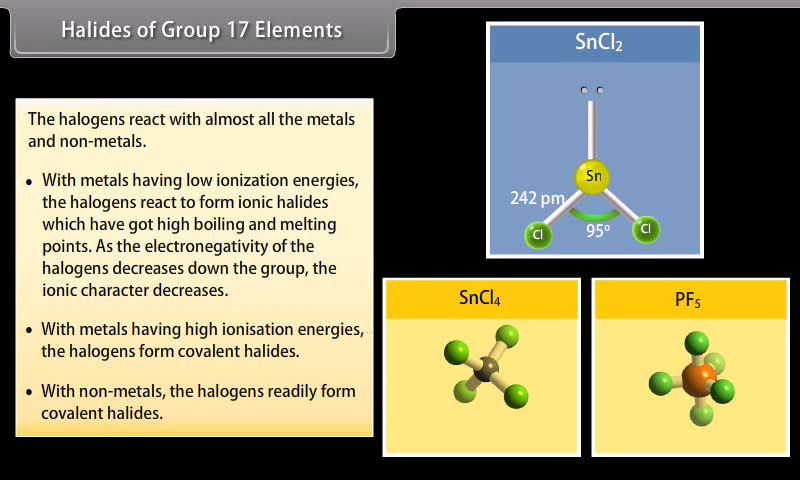 Halides of Group 17 Elements
The halogens react with almost all the metals
and non-metals.
• With metals having low ionization energies,
the halogens react to form ionic halides
which have got high boiling and melting
points. As the electronegativity of the
halogens decreases down the group, the
ionic character decreases.
• With metals having high ionisation energies,
the halogens form covalent halides.
• With non-metals, the halogens readily form
covalent halides.
SnCl₂
Sn
242 pm
Cl
95°
Cl
SnCl₄
PF₅